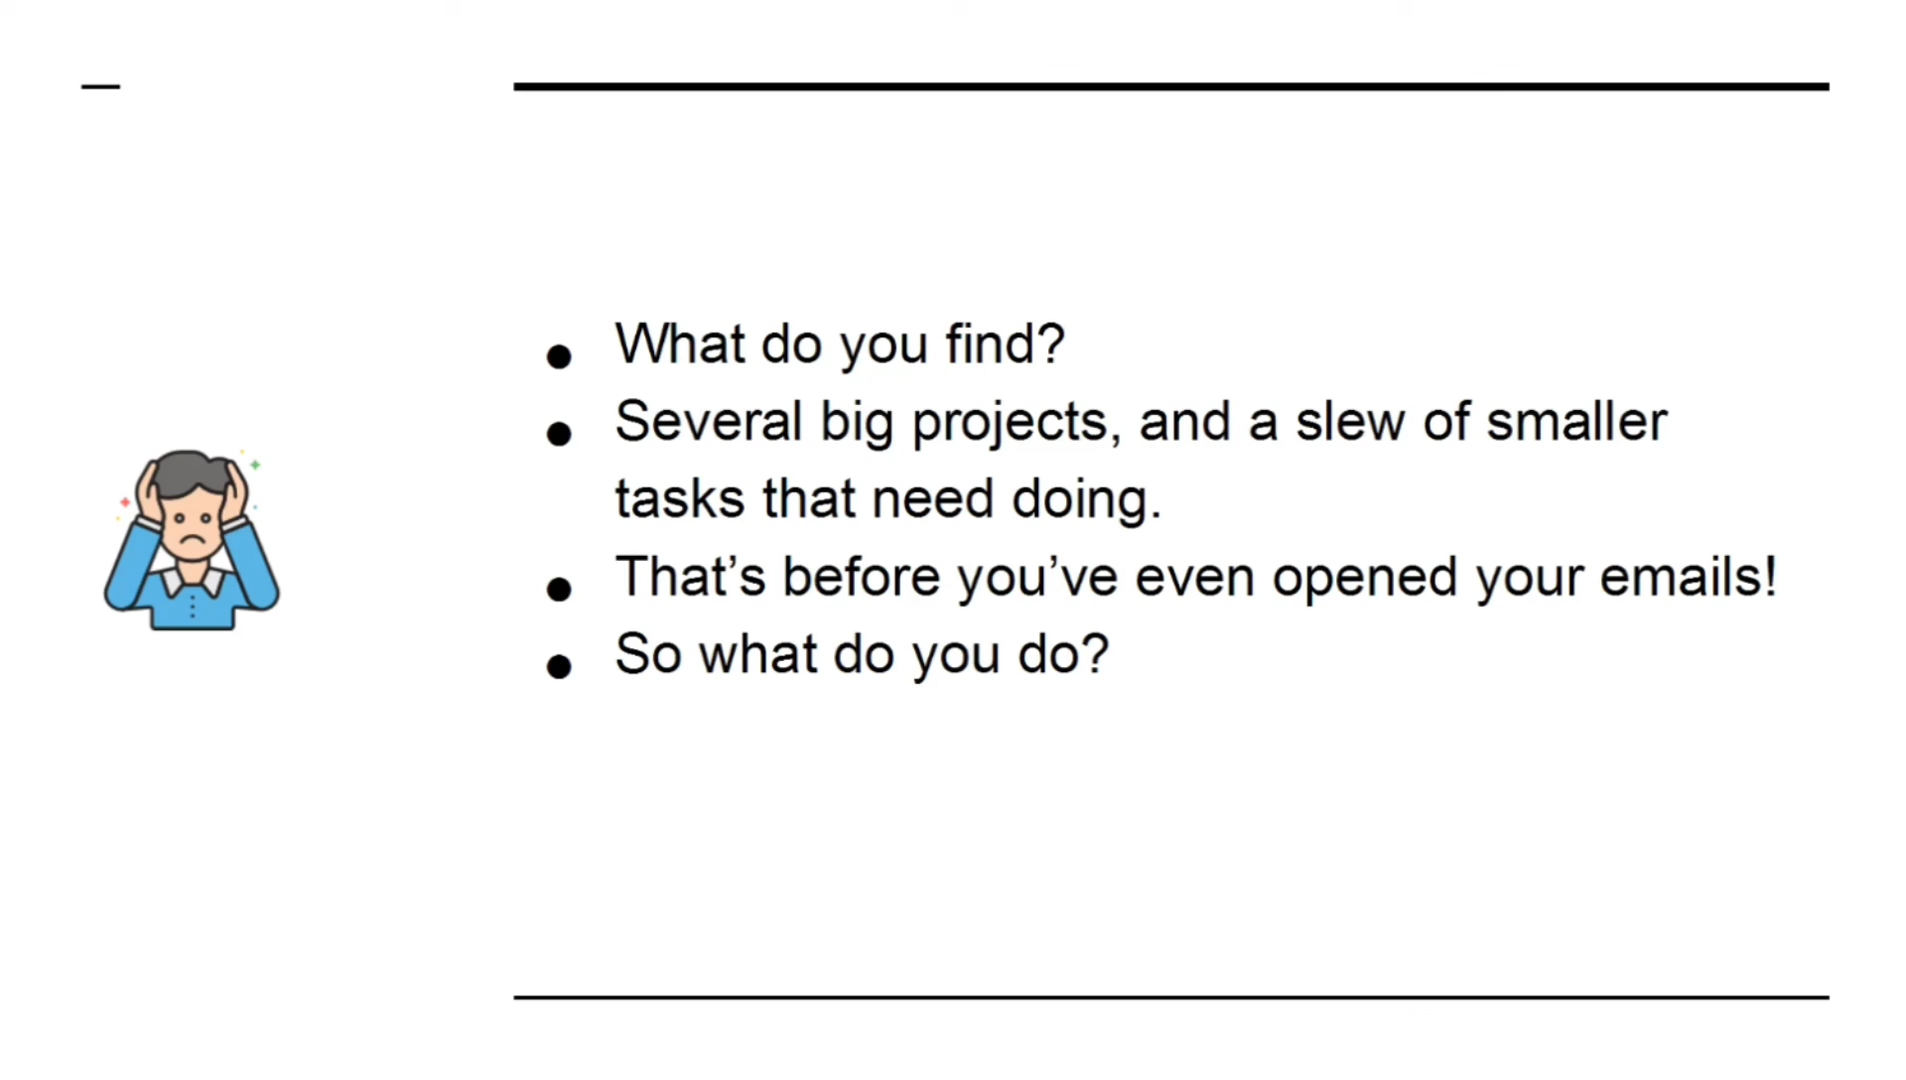 What do you find?
Several big projects, and a slew of smaller
tasks that need doing.
That’s before you’ve even opened your emails!
So what do you do?